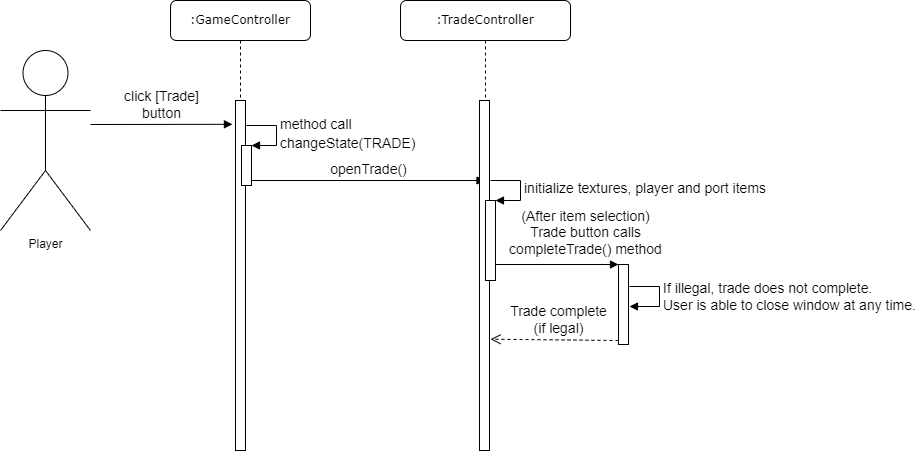 :GameController
:TradeController
click [Trade]
button
method call
changeState(TRADE)
openTrade()
initialize textures, player and port items
(After item selection)
Trade button calls
completeTrade() method
Player
If illegal, trade does not complete.
User is able to close window at any time.
Trade complete
(if legal)